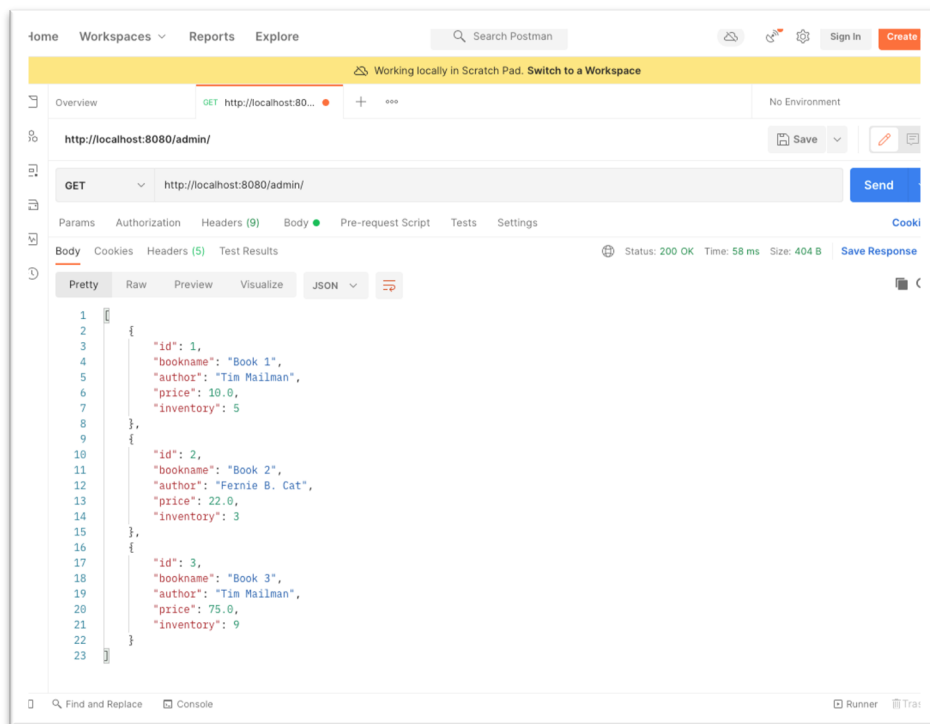 Home Workspaces Reports Explore Search Postman Sign In Create
Working locally in Scratch Pad. Switch to a Workspace
Overview GET http://localhost:80... No Environment
http://localhost:8080/admin/ Save
GET http://localhost:8080/admin/ Send
Params Authorization Headers (9) Body Pre-request Script Tests Settings Cooki
Body Cookies Headers (5) Test Results Status: 200 OK Time: 58 ms Size: 404 B Save Response
Pretty Raw Preview Visualize JSON
1 [
2 {
3 "id": 1,
4 "bookname": "Book 1",
5 "author": "Tim Mailman",
6 "price": 10.0,
7 "inventory": 5
8 },
9 {
10 "id": 2,
11 "bookname": "Book 2",
12 "author": "Fernie B. Cat",
13 "price": 22.0,
14 "inventory": 3
15 },
16 {
17 "id": 3,
18 "bookname": "Book 3",
19 "author": "Tim Mailman",
20 "price": 75.0,
21 "inventory": 9
22 }
23 ]
Find and Replace Console Runner Tras